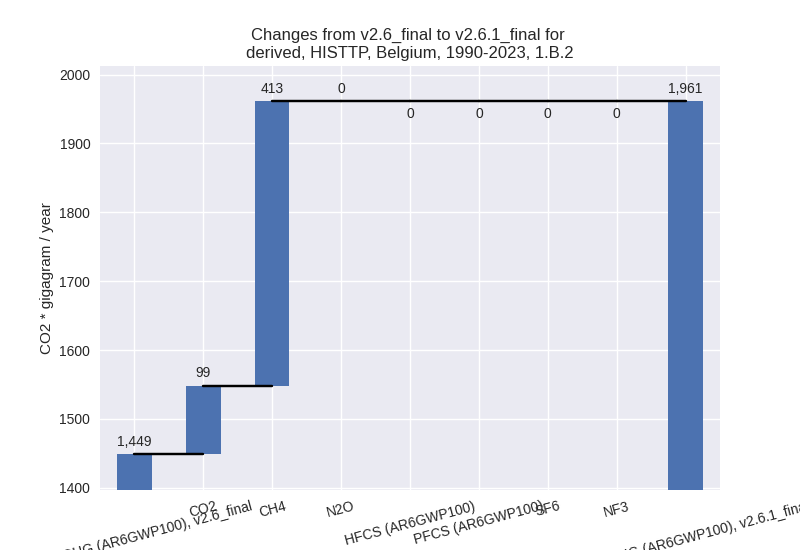 Changes from v2.6_final to v2.6.1_final for
derived, HISTTP, Belgium, 1990-2023, 1.B.2
CO2 * gigagram / year
2000
1900
1800
1700
1600
1500
1400
1,449
99
413
0
0
0
0
0
1,961
(AR6GWP100), v2.6_final
CO2
CH4
N2O
HFCS (AR6GWP100)
PFCS (AR6GWP100)
SF6
NF3
(AR6GWP100), v2.6.1_fina